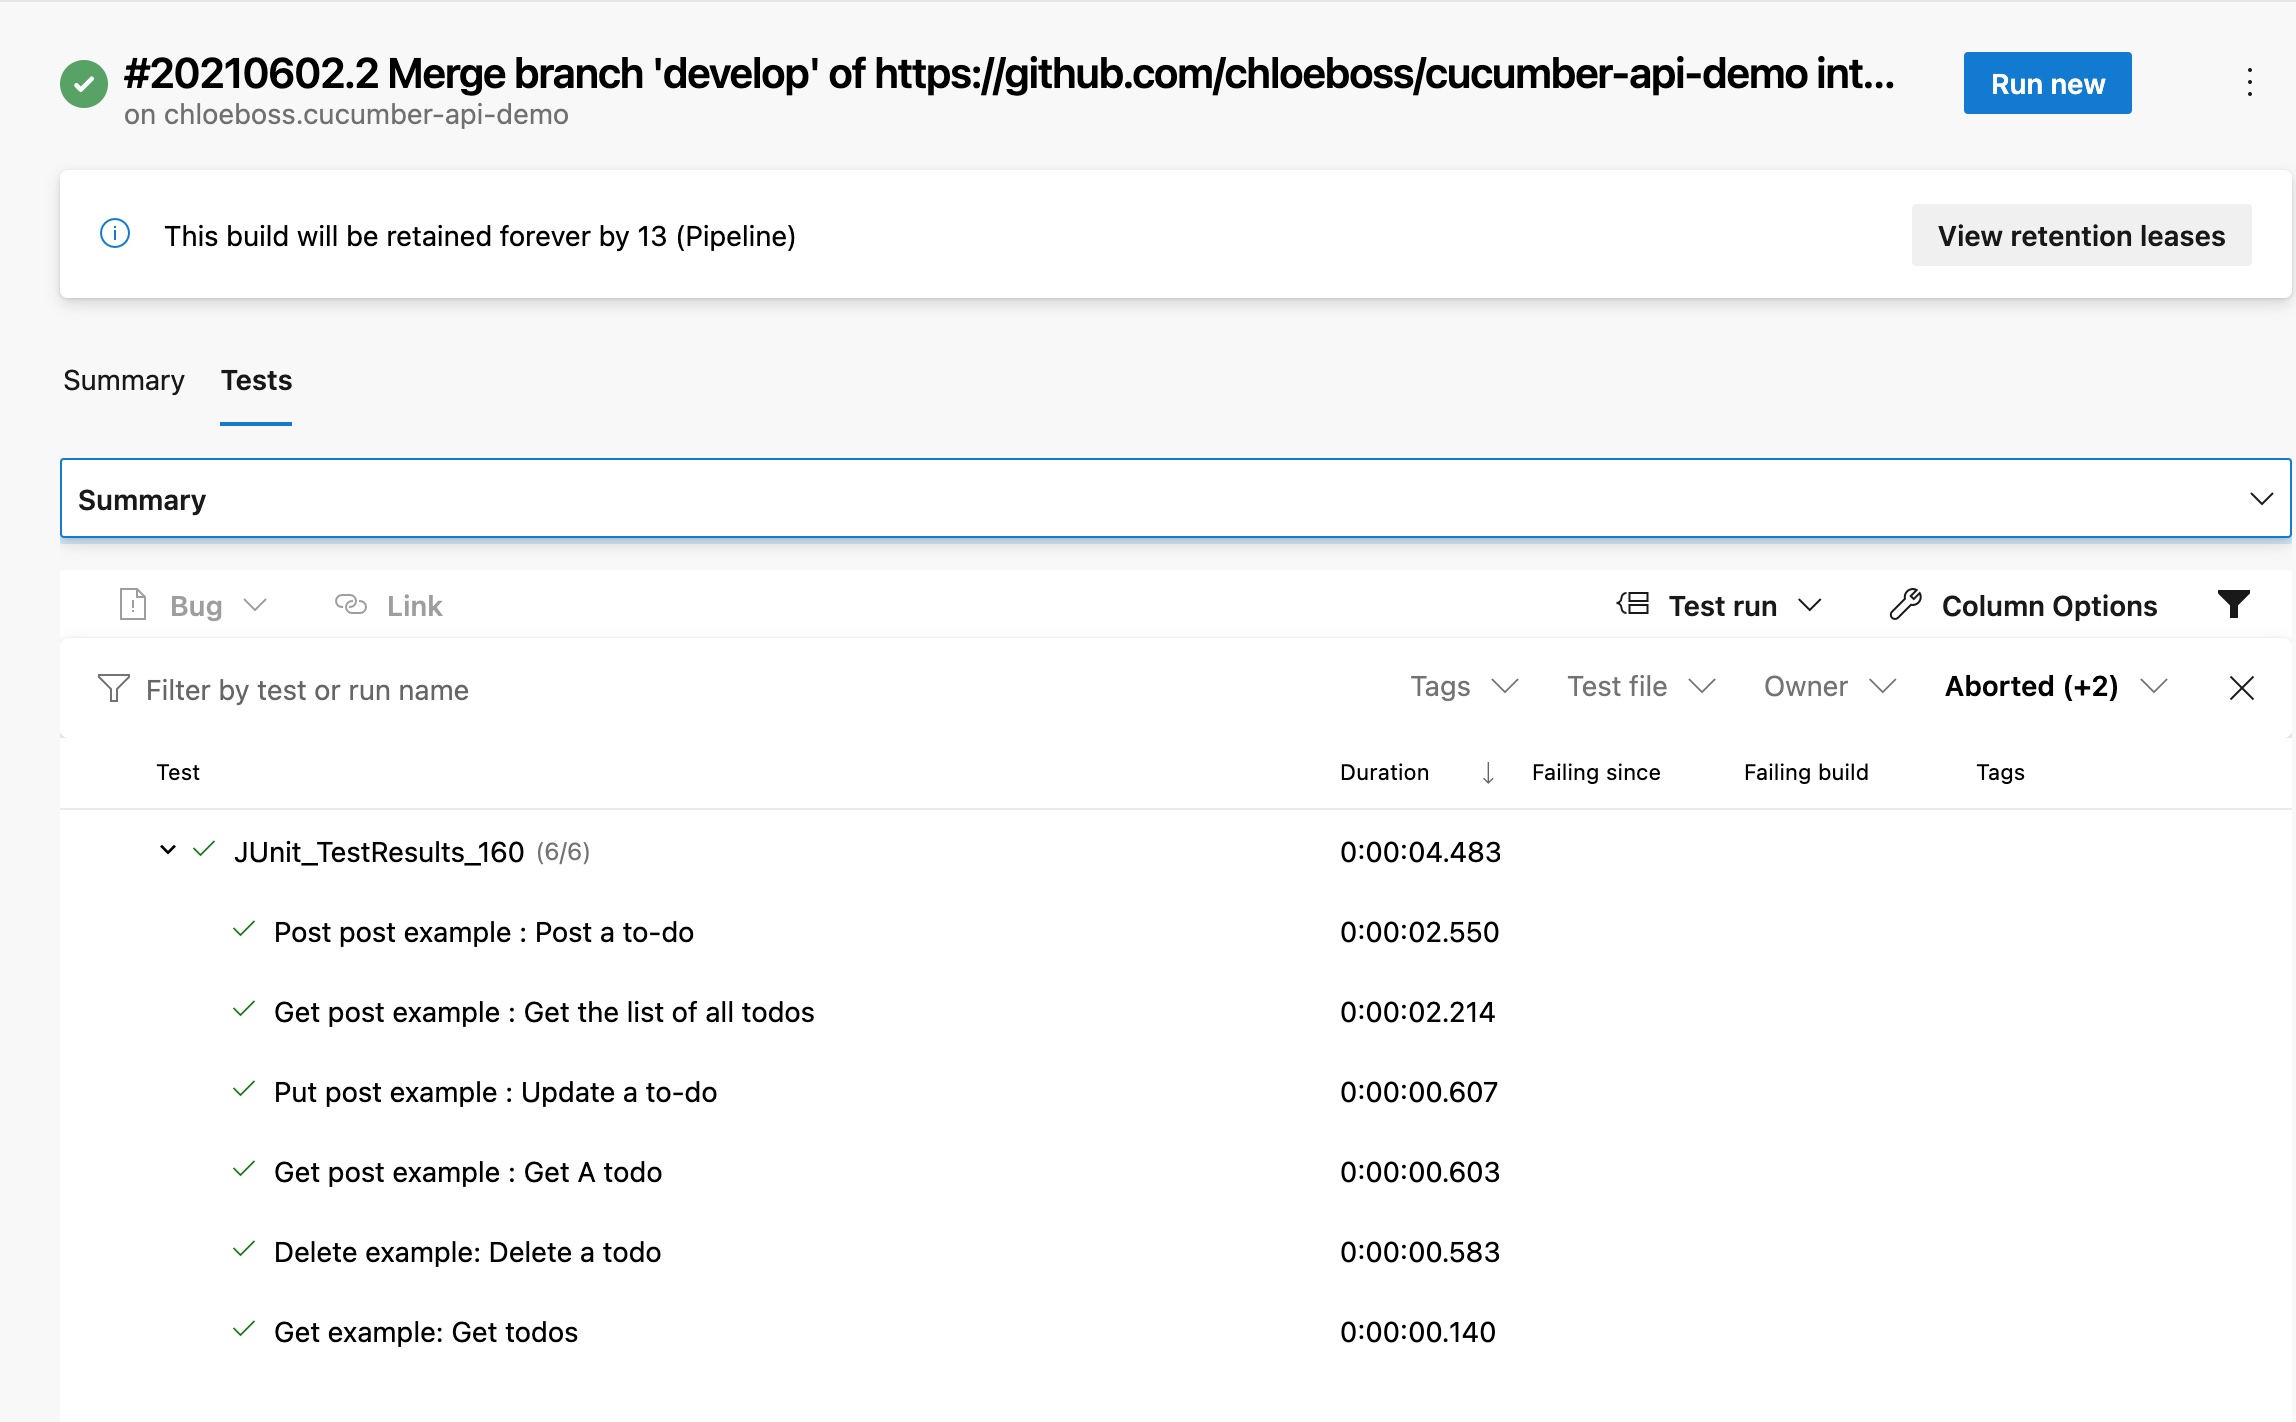 #20210602.2 Merge branch 'develop' of https://github.com/chloeboss/cucumber-api-demo int...
Run new
on chloeboss.cucumber-api-demo
This build will be retained forever by 13 (Pipeline)
View retention leases
Summary Tests
Summary
Bug Link Test run Column Options
Filter by test or run name Tags Test file Owner Aborted (+2)
Test Duration Failing since Failing build Tags
JUnit_TestResults_160 (6/6) 0:00:04.483
Post post example : Post a to-do 0:00:02.550
Get post example : Get the list of all todos 0:00:02.214
Put post example : Update a to-do 0:00:00.607
Get post example : Get A todo 0:00:00.603
Delete example: Delete a todo 0:00:00.583
Get example: Get todos 0:00:00.140